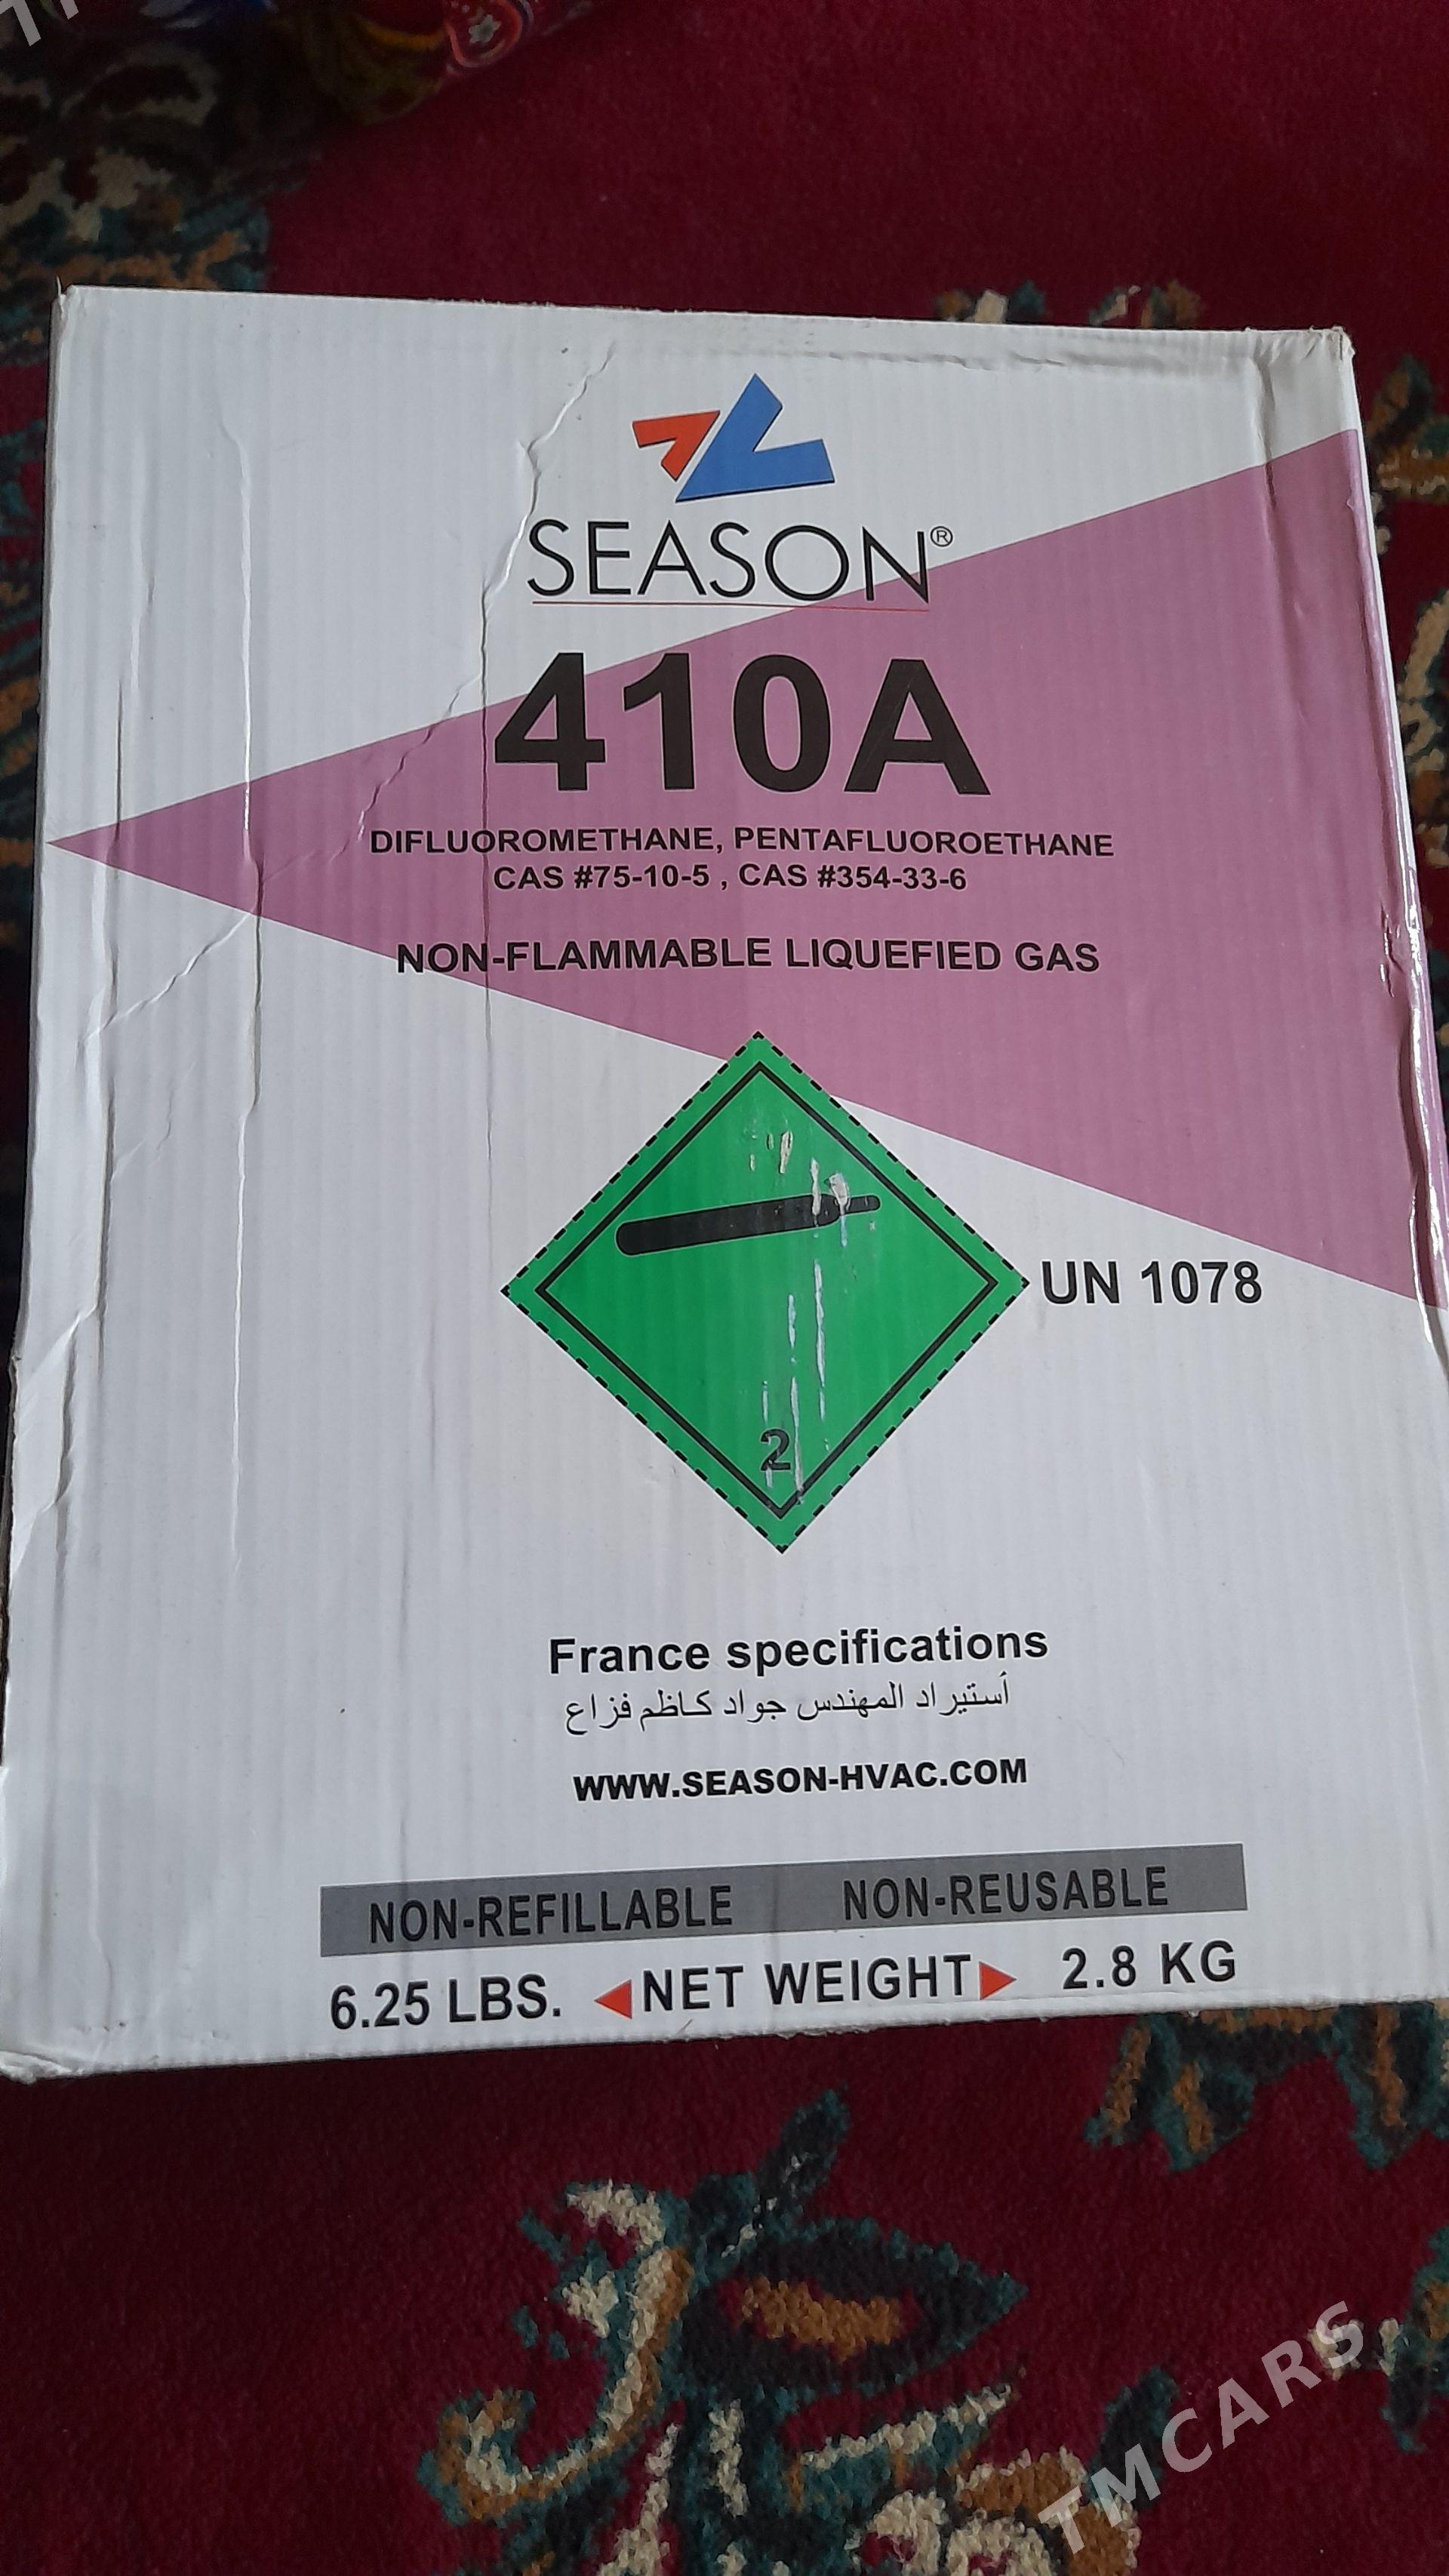 SEASON®
410A
DIFLUOROMETHANE, PENTAFLUOROETHANE
CAS #75-10-5 , CAS #354-33-6
NON-FLAMMABLE LIQUEFIED GAS
UN 1078
2
France specifications
أستيراد المهندس جواد كاظم فزاع
WWW.SEASON-HVAC.COM
NON-REFILLABLE NON-REUSABLE
6.25 LBS. NET WEIGHT 2.8 KG
TMCARS